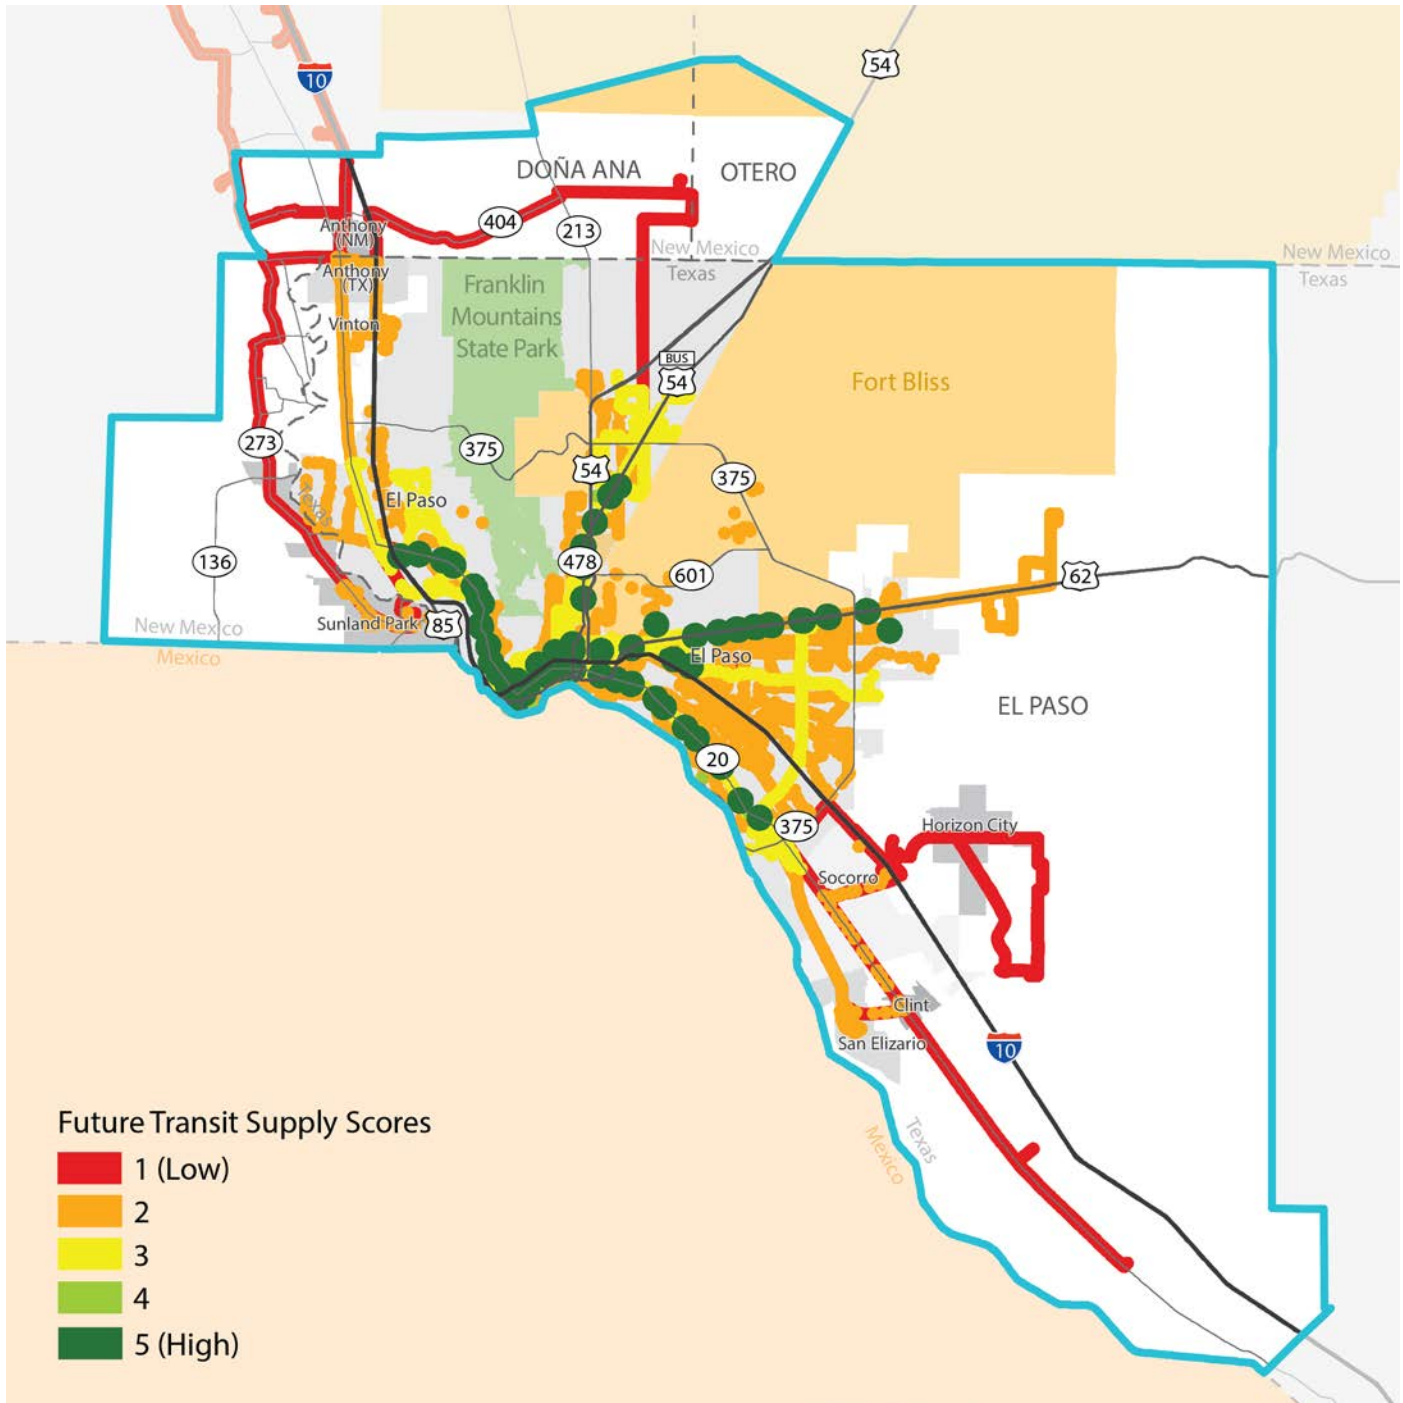 10
54
DOÑA ANA
OTERO
404
213
Anthony
(NM)
New Mexico
Texas
New Mexico
Texas
Anthony
(TX)
Franklin
Mountains
State Park
Vinton
BUS
54
Fort Bliss
273
375
54
375
El Paso
Texas
136
478
601
62
New Mexico
Mexico
Sunland Park
85
El Paso
EL PASO
20
375
Horizon City
Socorro
Clint
San Elizario
10
Texas
Mexico
Future Transit Supply Scores
1 (Low)
2
3
4
5 (High)